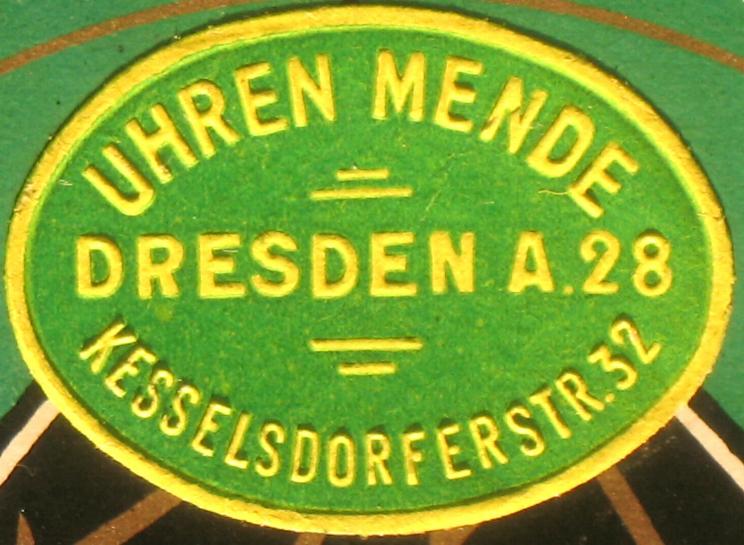 UHREN MENDE
DRESDEN A.28
KESSELSDORFERSTR.32